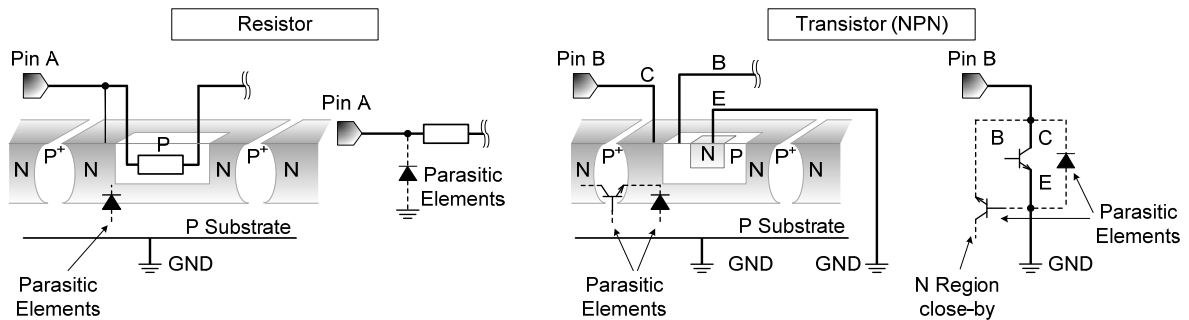 Resistor
Transistor (NPN)
Pin A
Pin A
N
P+
N
P
P+
N
Parasitic
Elements
P Substrate
GND
Parasitic
Elements
Pin B
C
B
E
N
P+
N
N
P
P+
N
P Substrate
GND
GND
Parasitic
Elements
Pin B
B
C
E
Parasitic
Elements
GND
N Region
close-by